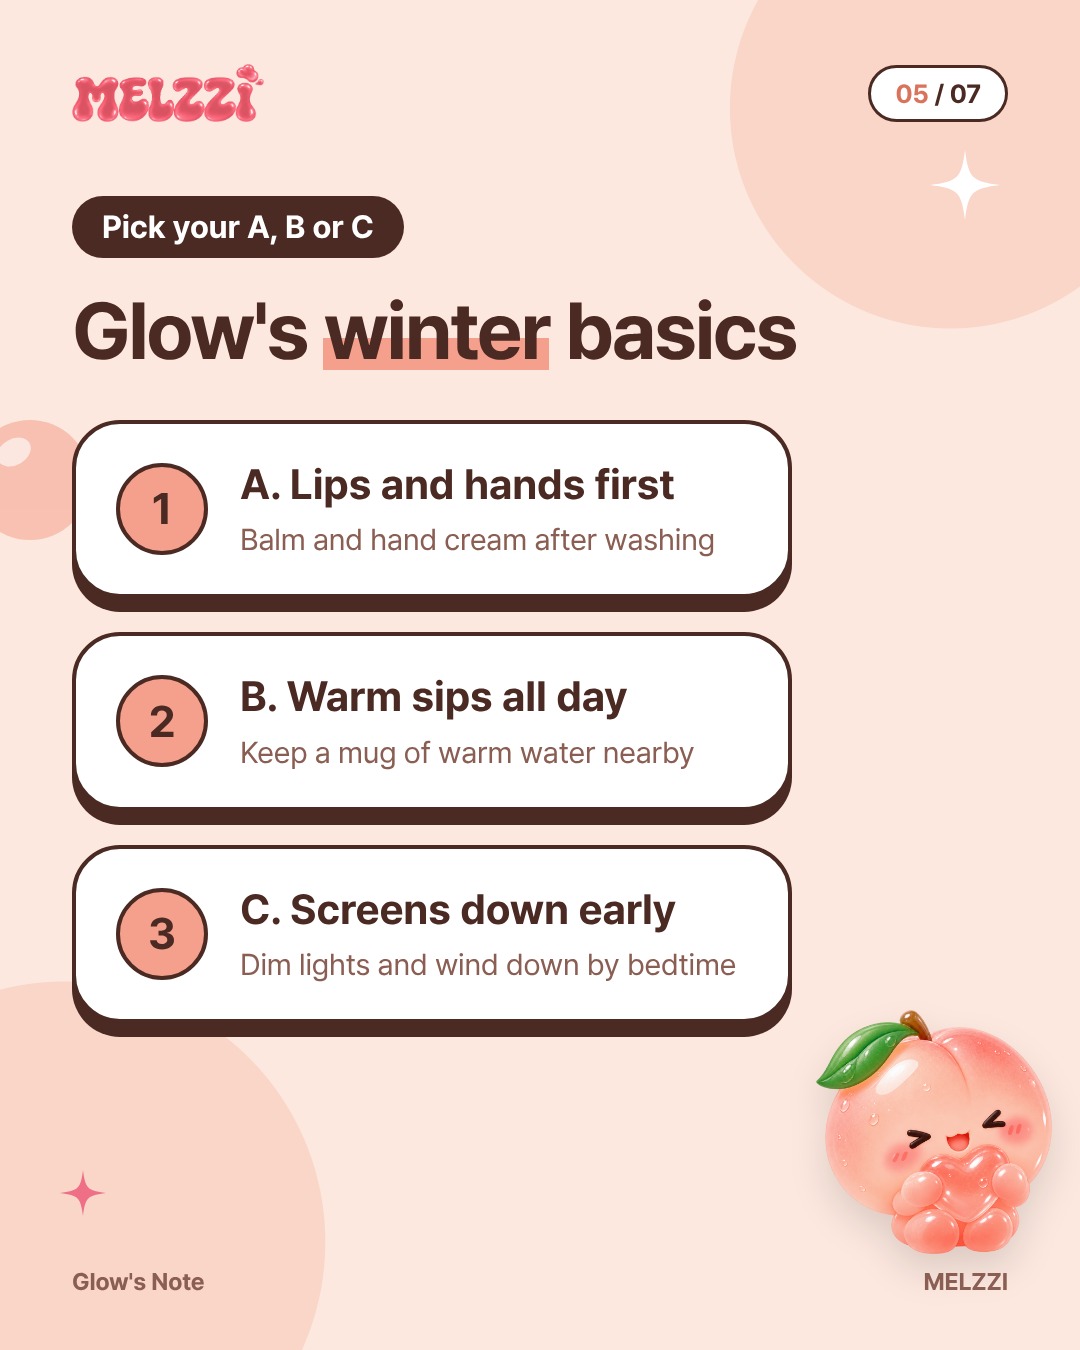 MELZZI
05 / 07
Pick your A, B or C
Glow's winter basics
1
A. Lips and hands first
Balm and hand cream after washing
2
B. Warm sips all day
Keep a mug of warm water nearby
3
C. Screens down early
Dim lights and wind down by bedtime
Glow's Note
MELZZI